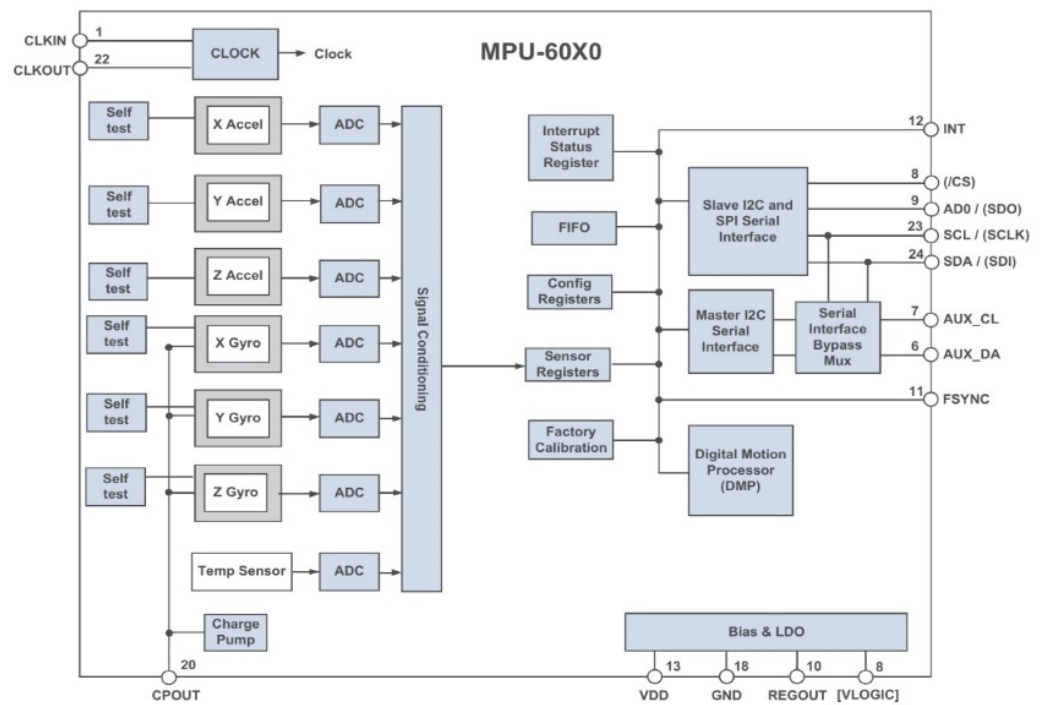 MPU-60X0
CLKIN
1
22
CLKOUT
CLOCK
Clock
Self
test
X Accel
ADC
Self
test
Y Accel
ADC
Self
test
Z Accel
ADC
Self
test
X Gyro
ADC
Self
test
Y Gyro
ADC
Self
test
Z Gyro
ADC
Temp Sensor
ADC
Charge
Pump
20
CPOUT
Signal Conditioning
Interrupt
Status
Register
FIFO
Config
Registers
Sensor
Registers
Factory
Calibration
Slave I2C and
SPI Serial
Interface
Master I2C
Serial
Interface
Serial
Interface
Bypass
Mux
Digital Motion
Processor
(DMP)
12
INT
8
(/CS)
9
AD0 / (SDO)
23
SCL / (SCLK)
24
SDA / (SDI)
7
AUX_CL
6
AUX_DA
11
FSYNC
Bias & LDO
13
18
10
8
VDD
GND
REGOUT
[VLOGIC]